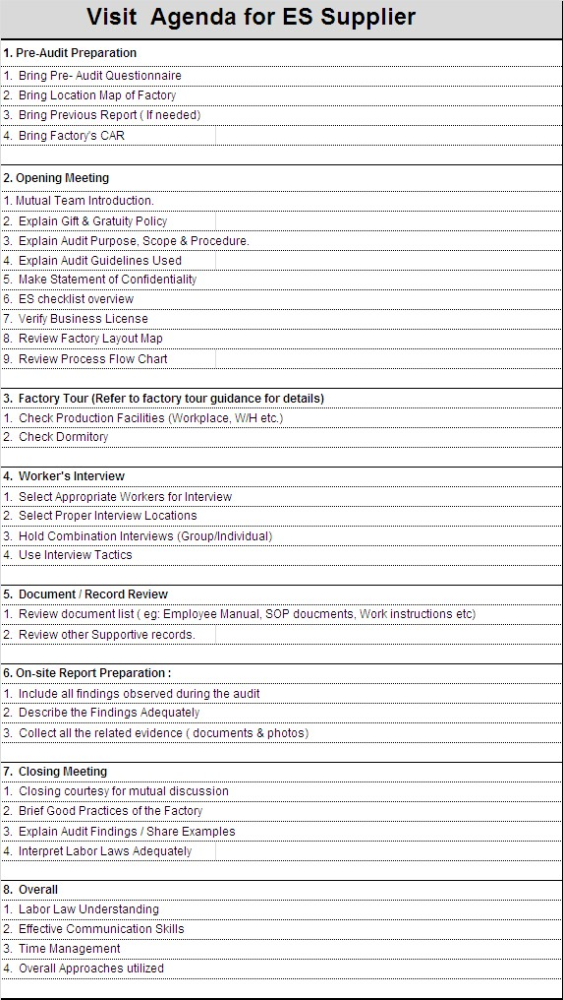 Visit Agenda for ES Supplier
1. Pre-Audit Preparation
1. Bring Pre- Audit Questionnaire
2. Bring Location Map of Factory
3. Bring Previous Report ( If needed)
4. Bring Factory's CAR
2. Opening Meeting
1. Mutual Team Introduction.
2. Explain Gift & Gratuity Policy
3. Explain Audit Purpose, Scope & Procedure.
4. Explain Audit Guidelines Used
5. Make Statement of Confidentiality
6. ES checklist overview
7. Verify Business License
8. Review Factory Layout Map
9. Review Process Flow Chart
3. Factory Tour (Refer to factory tour guidance for details)
1. Check Production Facilities (Workplace, W/H etc.)
2. Check Dormitory
4. Worker's Interview
1. Select Appropriate Workers for Interview
2. Select Proper Interview Locations
3. Hold Combination Interviews (Group/Individual)
4. Use Interview Tactics
5. Document / Record Review
1. Review document list ( eg: Employee Manual, SOP doucments, Work instructions etc)
2. Review other Supportive records.
6. On-site Report Preparation :
1. Include all findings observed during the audit
2. Describe the Findings Adequately
3. Collect all the related evidence ( documents & photos)
7. Closing Meeting
1. Closing courtesy for mutual discussion
2. Brief Good Practices of the Factory
3. Explain Audit Findings / Share Examples
4. Interpret Labor Laws Adequately
8. Overall
1. Labor Law Understanding
2. Effective Communication Skills
3. Time Management
4. Overall Approaches utilized